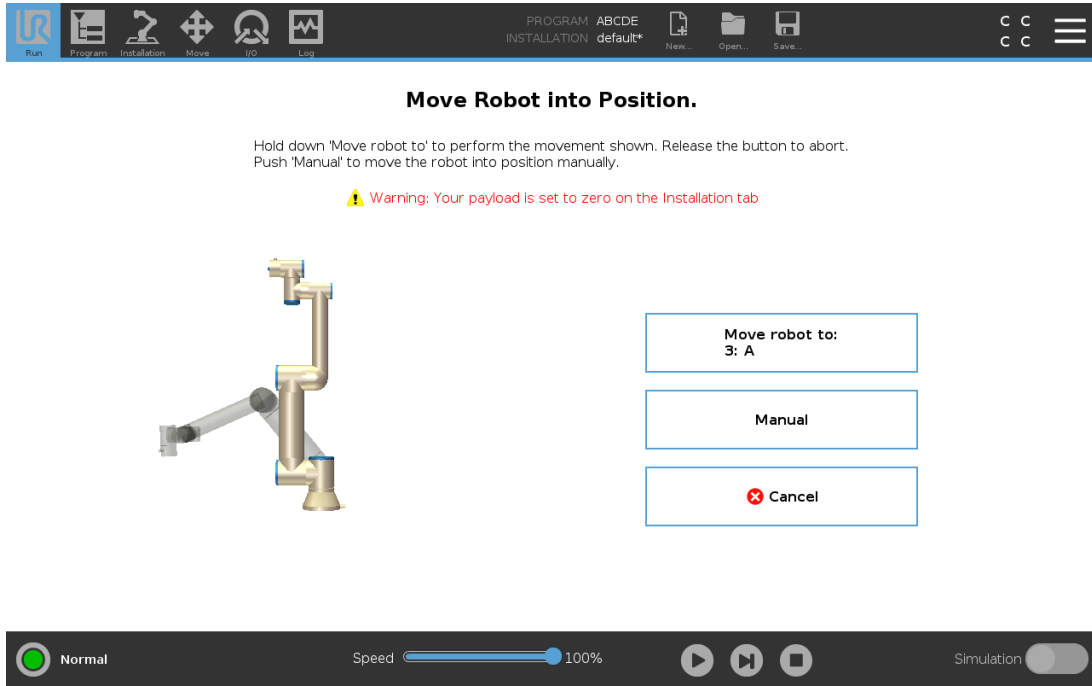 UR
PROGRAM ABCDE
INSTALLATION default*
C C
C C
Run Program Installation Move I/O Log New... Open... Save...
Move Robot into Position.
Hold down 'Move robot to' to perform the movement shown. Release the button to abort.
Push 'Manual' to move the robot into position manually.
Warning: Your payload is set to zero on the Installation tab
Move robot to:
3: A
Manual
Cancel
Normal Speed 100% Simulation